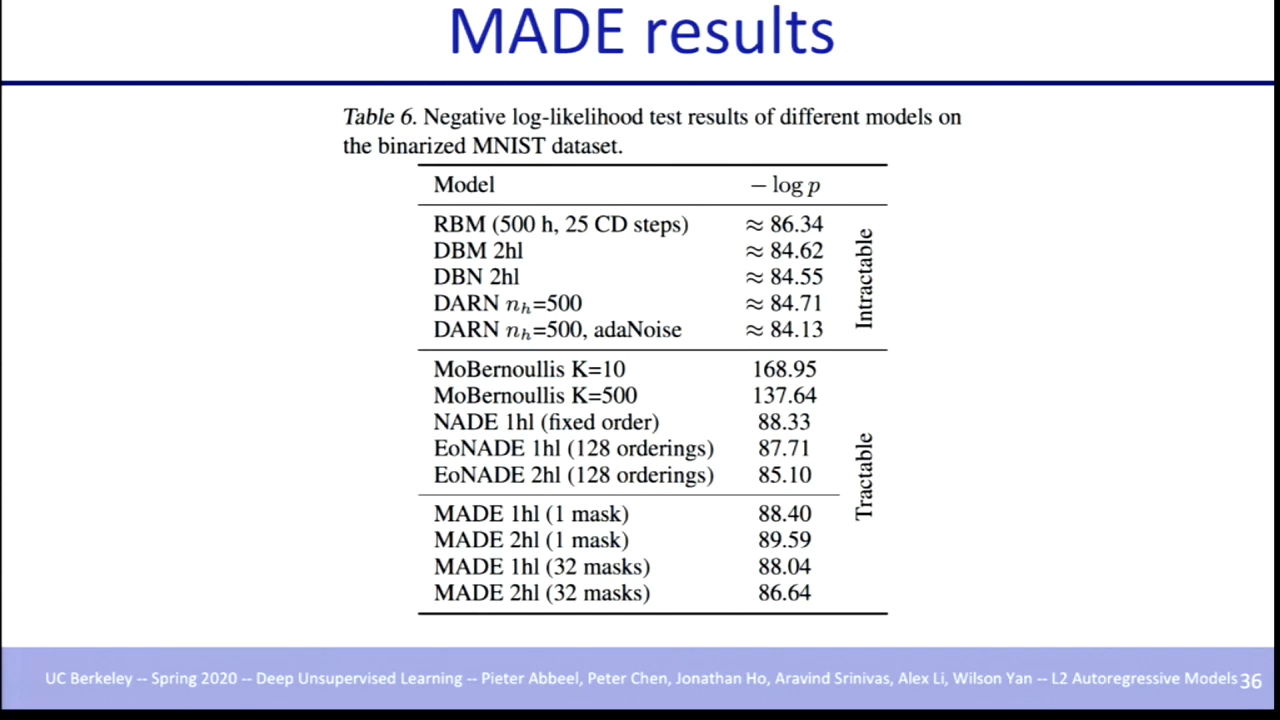 MADE results
Table 6. Negative log-likelihood test results of different models on
the binarized MNIST dataset.
Model − log p
RBM (500 h, 25 CD steps) ≈ 86.34
DBM 2hl ≈ 84.62
DBN 2hl ≈ 84.55
DARN nh=500 ≈ 84.71
DARN nh=500, adaNoise ≈ 84.13
Intractable
MoBernoullis K=10 168.95
MoBernoullis K=500 137.64
NADE 1hl (fixed order) 88.33
EoNADE 1hl (128 orderings) 87.71
EoNADE 2hl (128 orderings) 85.10
MADE 1hl (1 mask) 88.40
MADE 2hl (1 mask) 89.59
MADE 1hl (32 masks) 88.04
MADE 2hl (32 masks) 86.64
Tractable
UC Berkeley -- Spring 2020 -- Deep Unsupervised Learning -- Pieter Abbeel, Peter Chen, Jonathan Ho, Aravind Srinivas, Alex Li, Wilson Yan -- L2 Autoregressive Models 36